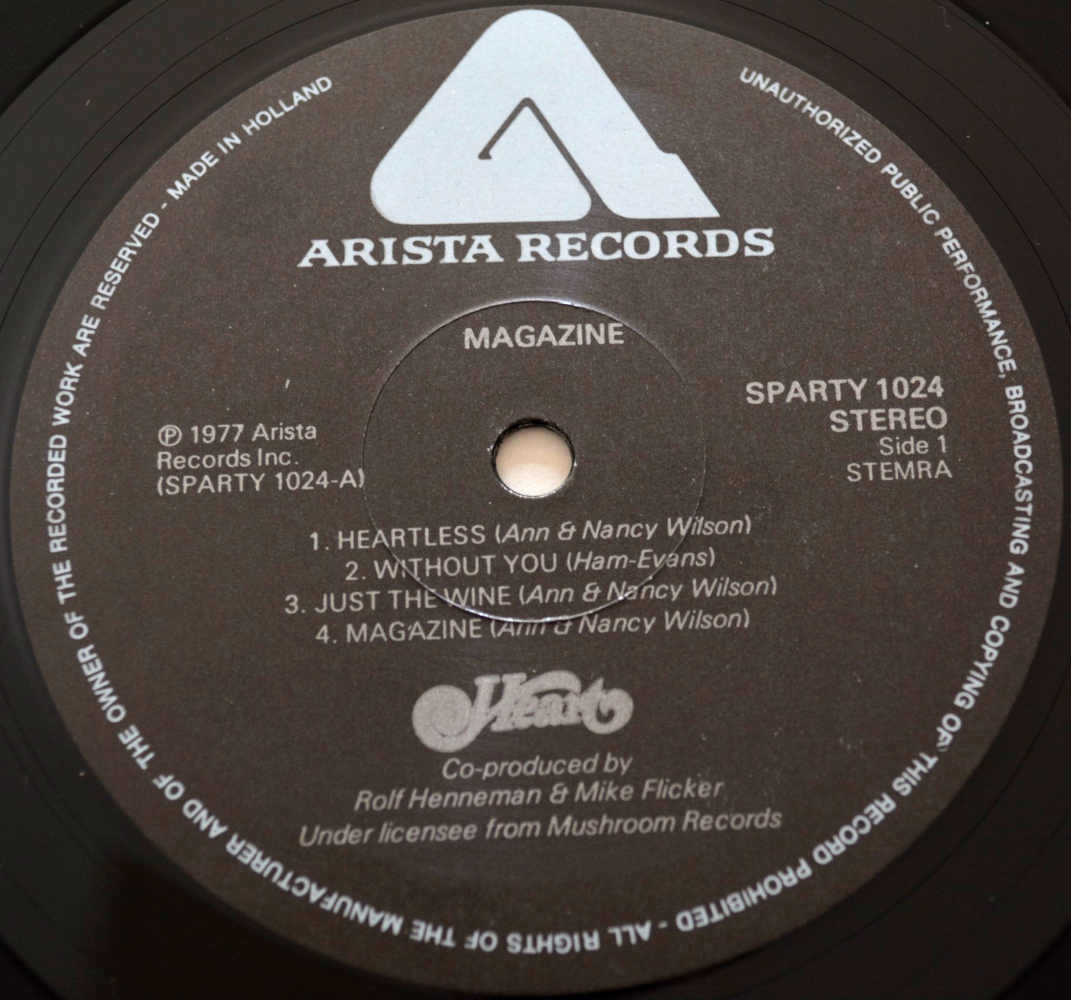 ARISTA RECORDS
MAGAZINE
SPARTY 1024
STEREO
Side 1
STEMRA
Ⓟ 1977 Arista
Records Inc.
(SPARTY 1024-A)
1. HEARTLESS (Ann & Nancy Wilson)
2. WITHOUT YOU (Ham-Evans)
3. JUST THE WINE (Ann & Nancy Wilson)
4. MAGAZINE (Ann & Nancy Wilson)
Heart
Co-produced by
Rolf Henneman & Mike Flicker
Under licensee from Mushroom Records
UNAUTHORIZED PUBLIC PERFORMANCE, BROADCASTING AND COPYING OF THIS RECORD PROHIBITED - ALL RIGHTS OF THE MANUFACTURER AND OF THE OWNER OF THE RECORDED WORK ARE RESERVED - MADE IN HOLLAND